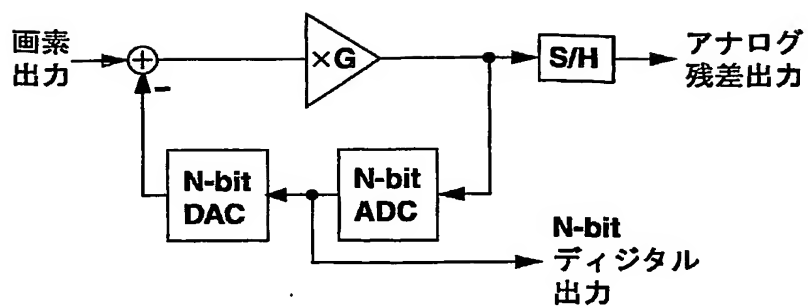 画素
出力
+
−
×G
S/H
アナログ
残差出力
N-bit
DAC
N-bit
ADC
N-bit
ディジタル
出力